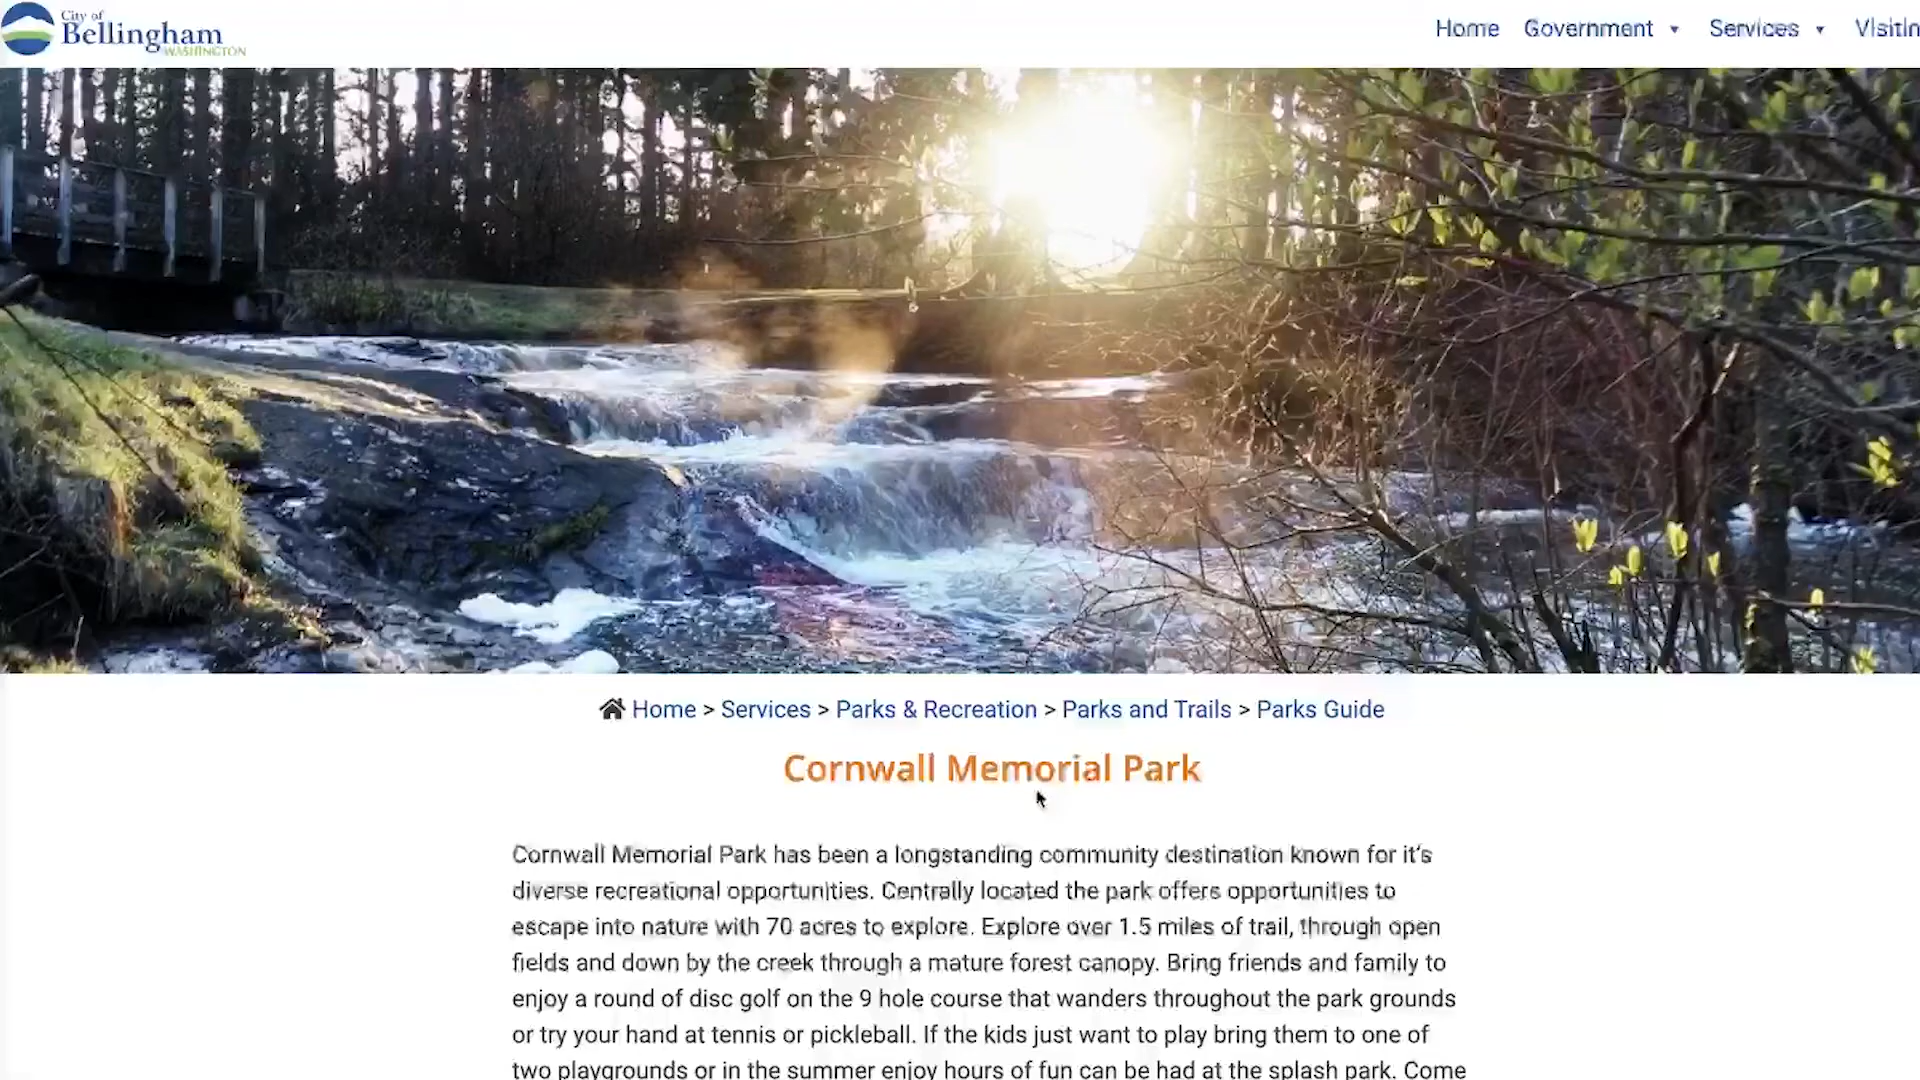 City of
Bellingham
WASHINGTON
Home Government Services Visitin
Home > Services > Parks & Recreation > Parks and Trails > Parks Guide
Cornwall Memorial Park
Cornwall Memorial Park has been a longstanding community destination known for it's
diverse recreational opportunities. Centrally located the park offers opportunities to
escape into nature with 70 acres to explore. Explore over 1.5 miles of trail, through open
fields and down by the creek through a mature forest canopy. Bring friends and family to
enjoy a round of disc golf on the 9 hole course that wanders throughout the park grounds
or try your hand at tennis or pickleball. If the kids just want to play bring them to one of
two playgrounds or in the summer enjoy hours of fun can be had at the splash park. Come